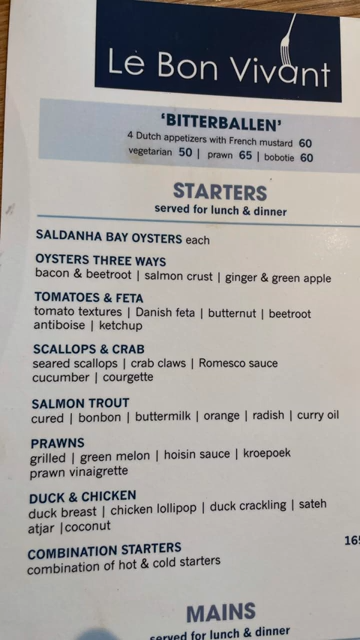 Le Bon Vivant
'BITTERBALLEN'
4 Dutch appetizers with French mustard 60
vegetarian 50 | prawn 65 | bobotie 60
STARTERS
served for lunch & dinner
SALDANHA BAY OYSTERS each
OYSTERS THREE WAYS
bacon & beetroot | salmon crust | ginger & green apple
TOMATOES & FETA
tomato textures | Danish feta | butternut | beetroot
antiboise | ketchup
SCALLOPS & CRAB
seared scallops | crab claws | Romesco sauce
cucumber | courgette
SALMON TROUT
cured | bonbon | buttermilk | orange | radish | curry oil
PRAWNS
grilled | green melon | hoisin sauce | kroepoek
prawn vinaigrette
DUCK & CHICKEN
duck breast | chicken lollipop | duck crackling | sateh
atjar |coconut
COMBINATION STARTERS 165
combination of hot & cold starters
MAINS
served for lunch & dinner